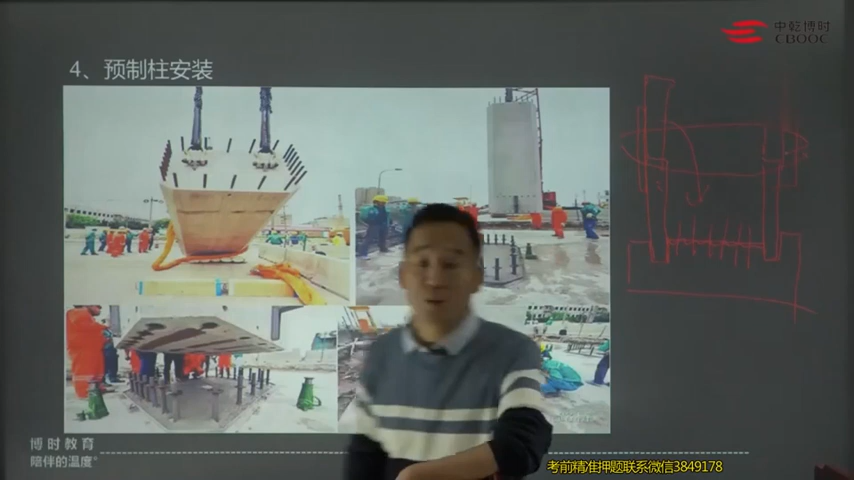 中乾博时
CBOOC
4、预制柱安装
博时教育
陪伴的温度®
考前精准押题联系微信3849178